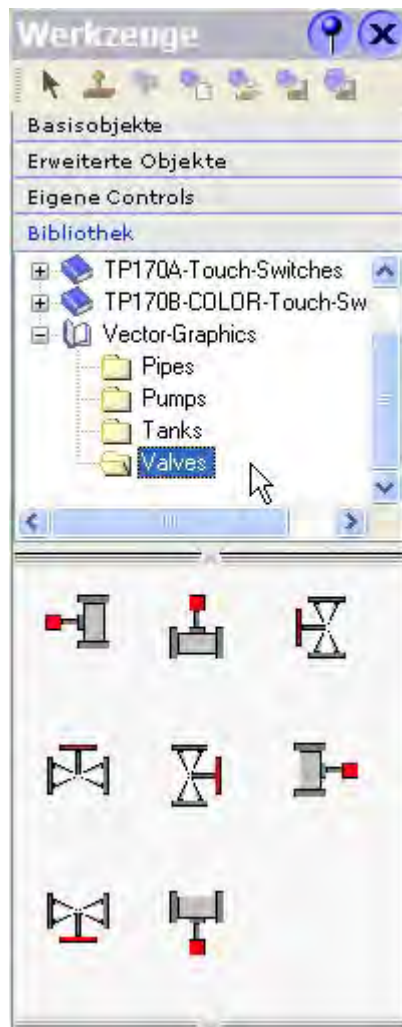 Werkzeuge
Basisobjekte
Erweiterte Objekte
Eigene Controls
Bibliothek
TP170A-Touch-Switches
TP170B-COLOR-Touch-Sw
Vector-Graphics
Pipes
Pumps
Tanks
Valves